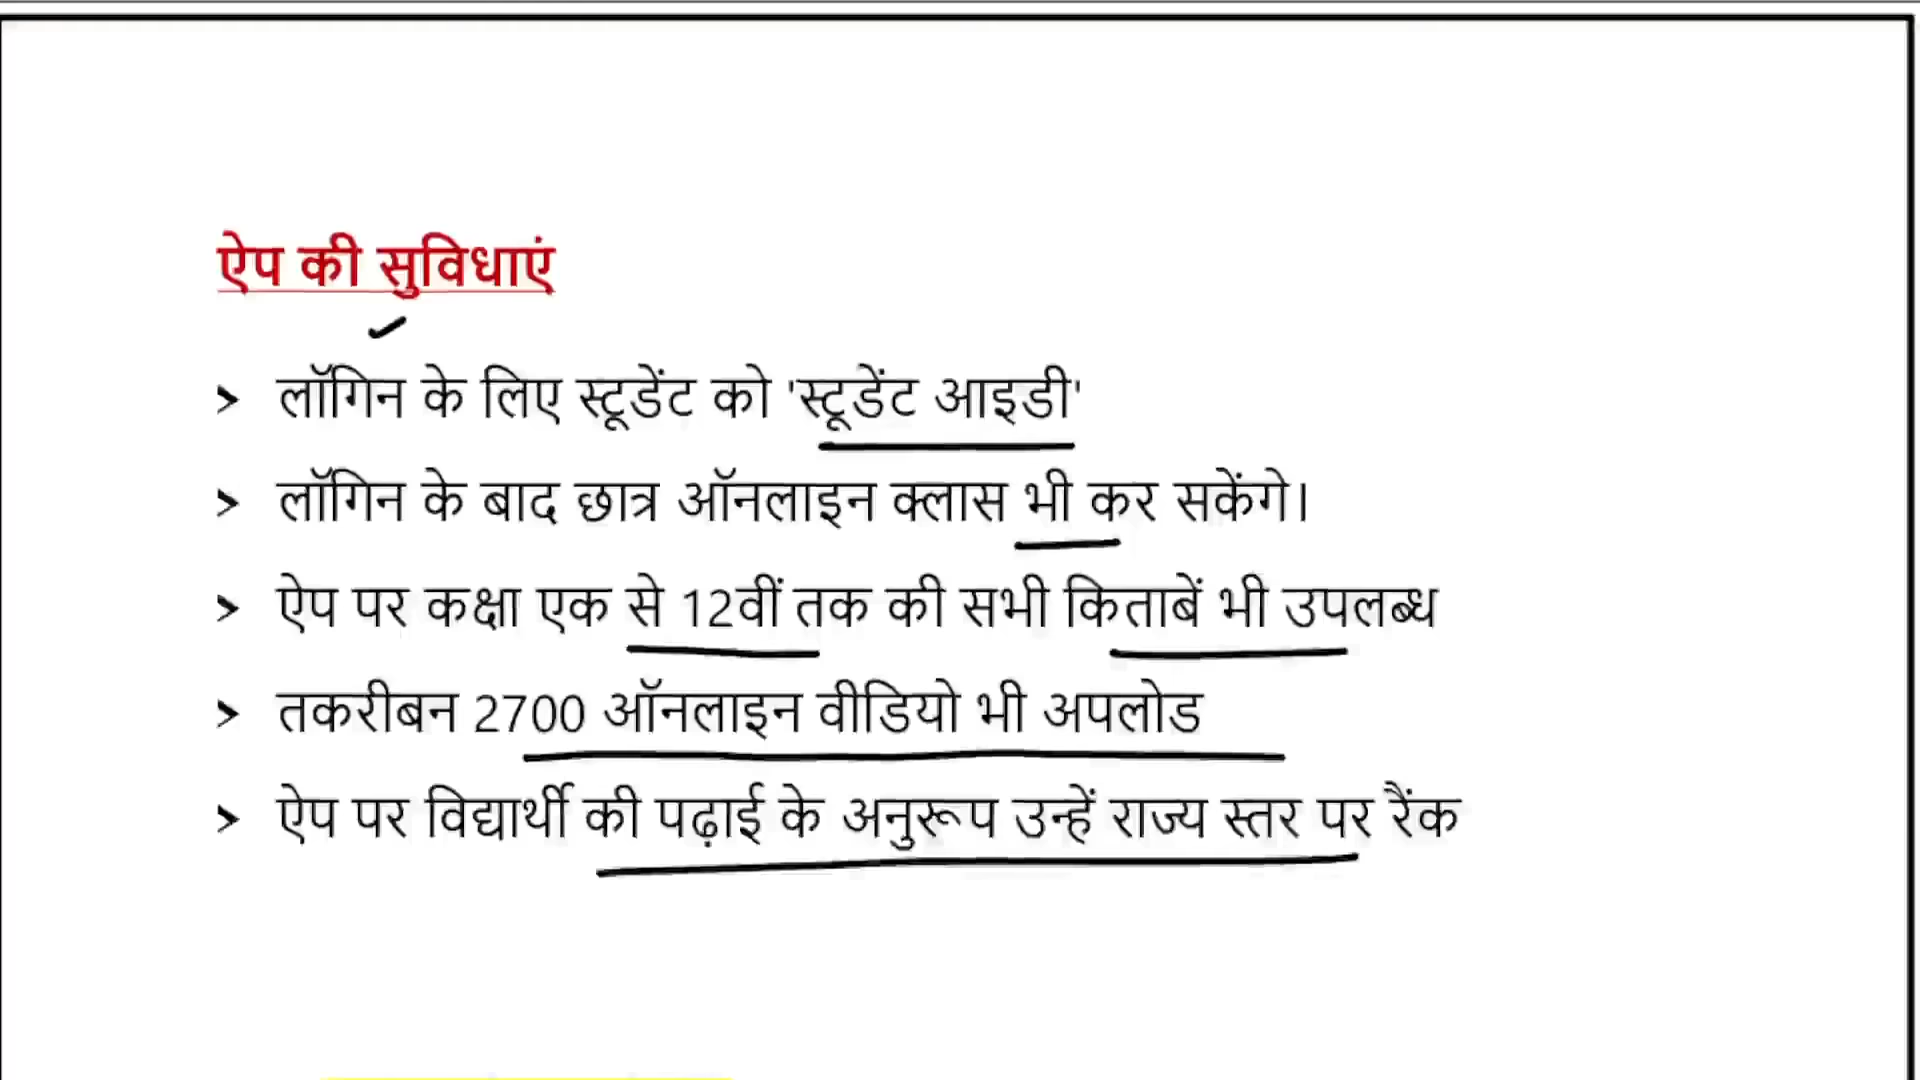 ऐप की सुविधाएं
> लॉगिन के लिए स्टूडेंट को 'स्टूडेंट आइडी'
> लॉगिन के बाद छात्र ऑनलाइन क्लास भी कर सकेंगे।
> ऐप पर कक्षा एक से 12वीं तक की सभी किताबें भी उपलब्ध
> तकरीबन 2700 ऑनलाइन वीडियो भी अपलोड
> ऐप पर विद्यार्थी की पढ़ाई के अनुरूप उन्हें राज्य स्तर पर रैंक